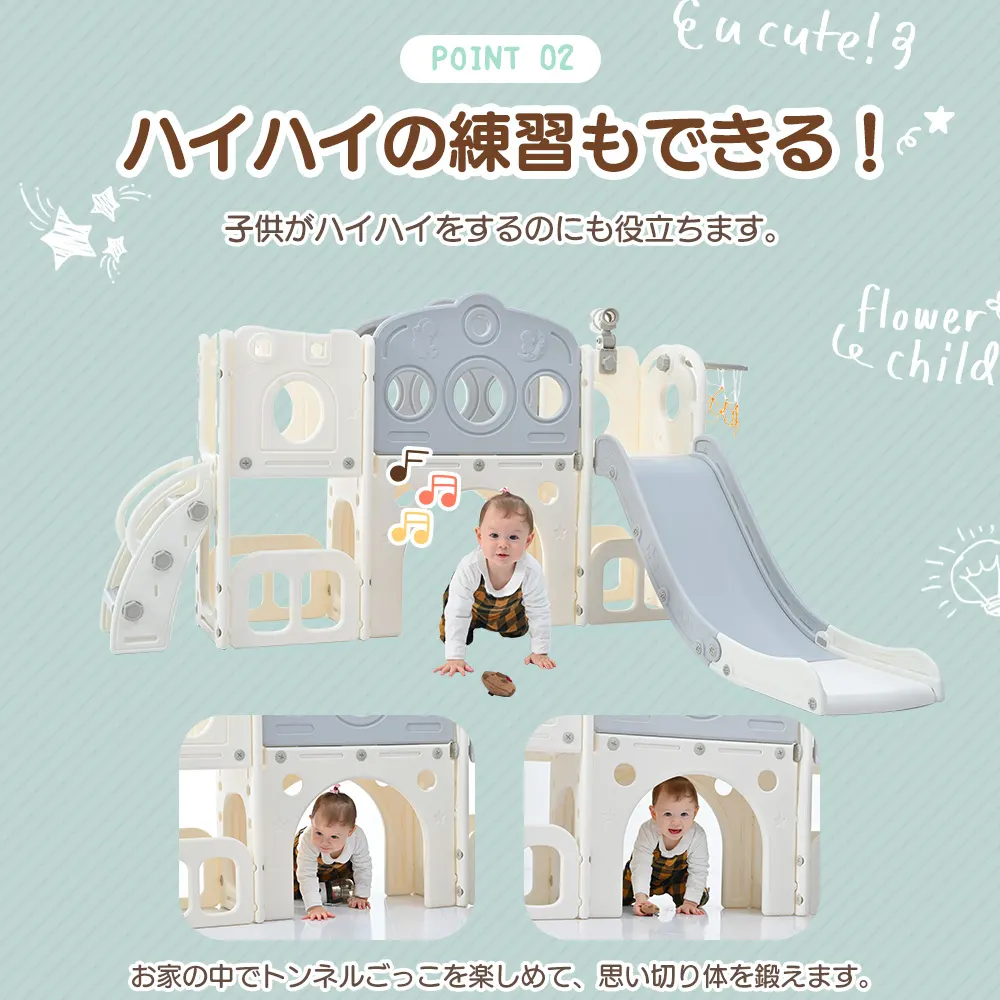 u cute!
POINT 02
ハイハイの練習もできる！
子供がハイハイをするのにも役立ちます。
flower
child
お家の中でトンネルごっこを楽しめて、思い切り体を鍛えます。